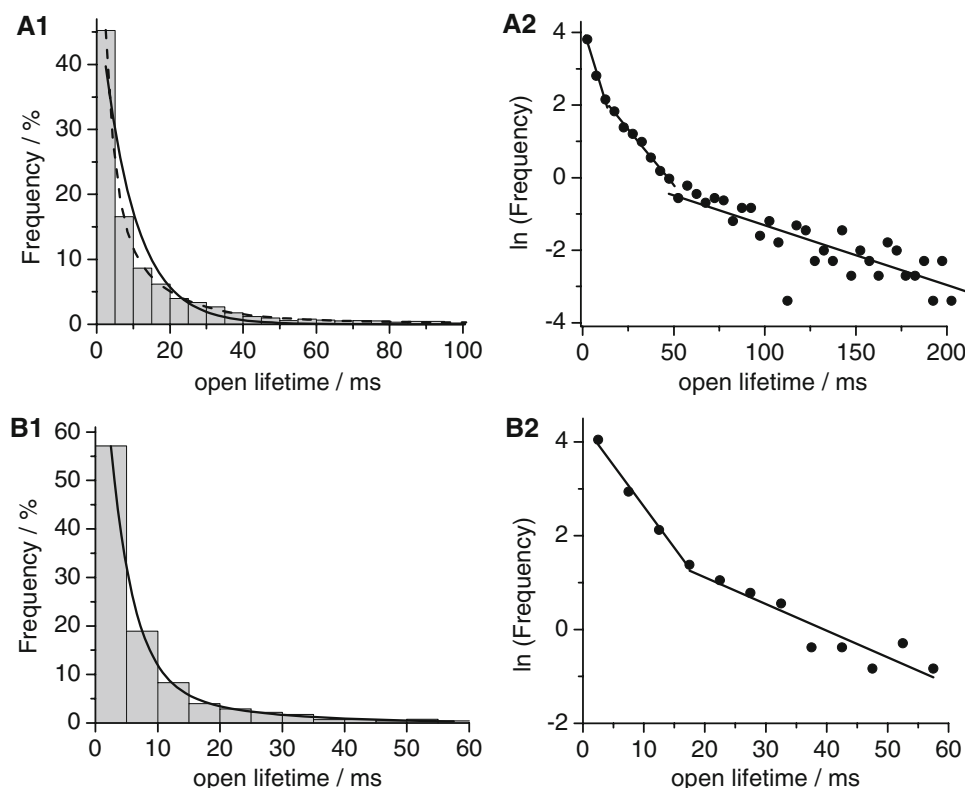 A1
Frequency / %
40
30
20
10
0
0 20 40 60 80 100
open lifetime / ms
A2
ln (Frequency)
4
2
0
-2
-4
0 50 100 150 200
open lifetime / ms
B1
Frequency / %
60
50
40
30
20
10
0
0 10 20 30 40 50 60
open lifetime / ms
B2
ln (Frequency)
4
2
0
-2
0 10 20 30 40 50 60
open lifetime / ms